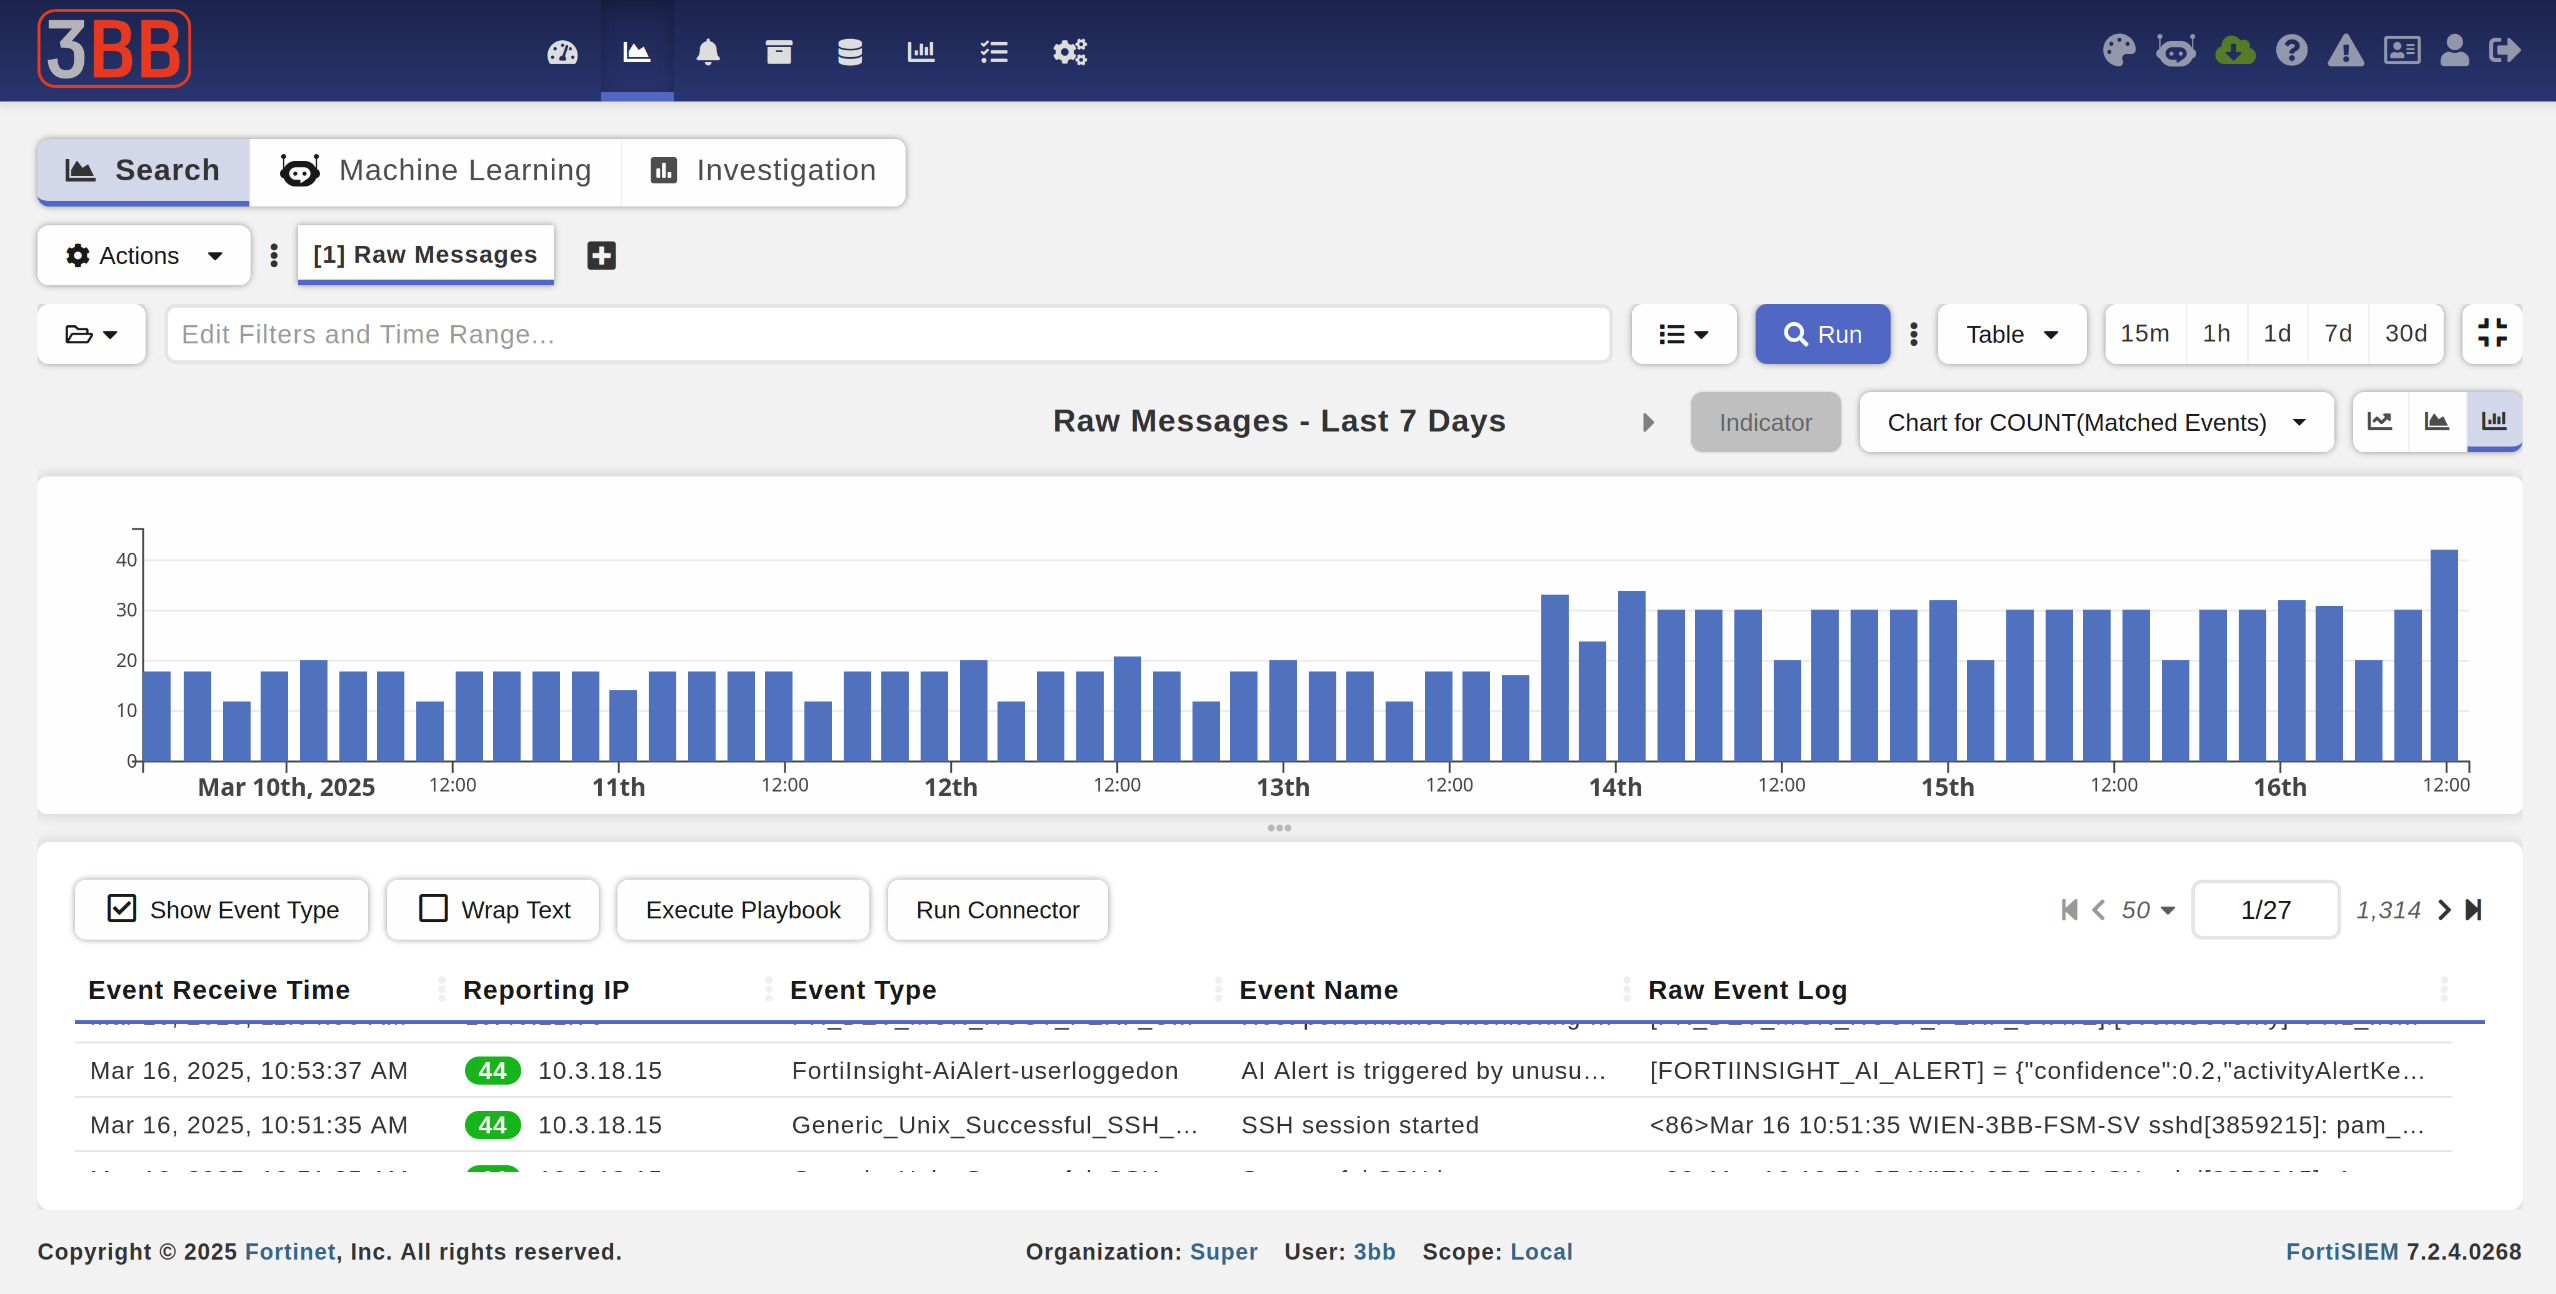 3BB
Search Machine Learning Investigation
Actions [1] Raw Messages
Edit Filters and Time Range... Run Table 15m 1h 1d 7d 30d
Raw Messages - Last 7 Days Indicator Chart for COUNT(Matched Events)
40
30
20
10
0
Mar 10th, 2025 12:00 11th 12:00 12th 12:00 13th 12:00 14th 12:00 15th 12:00 16th 12:00
Show Event Type Wrap Text Execute Playbook Run Connector 50 1/27 1,314
Event Receive Time Reporting IP Event Type Event Name Raw Event Log
Mar 16, 2025, 10:53:37 AM 44 10.3.18.15 FortiInsight-AiAlert-userloggedon AI Alert is triggered by unusu... [FORTIINSIGHT_AI_ALERT] = {"confidence":0.2,"activityAlertKe...
Mar 16, 2025, 10:51:35 AM 44 10.3.18.15 Generic_Unix_Successful_SSH_... SSH session started <86>Mar 16 10:51:35 WIEN-3BB-FSM-SV sshd[3859215]: pam_...
Copyright © 2025 Fortinet, Inc. All rights reserved. Organization: Super User: 3bb Scope: Local FortiSIEM 7.2.4.0268